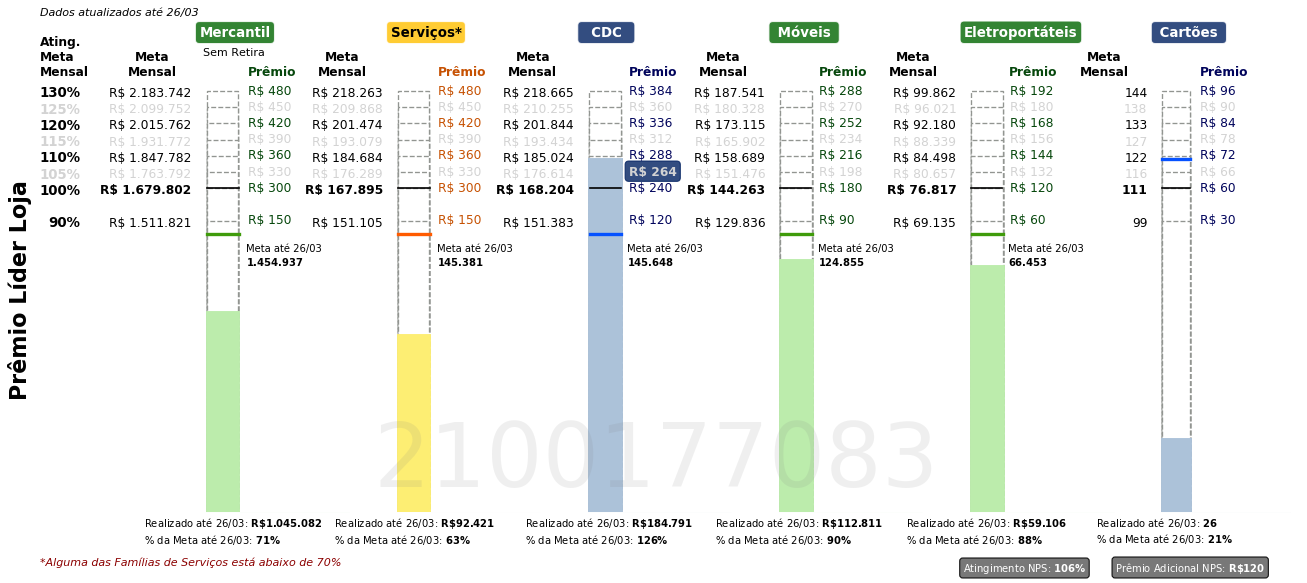 Dados atualizados até 26/03
Mercantil Serviços* CDC Móveis Eletroportáteis Cartões
Sem Retira
Ating. Meta Mensal
Meta Mensal Prêmio Meta Mensal Prêmio Meta Mensal Prêmio Meta Mensal Prêmio Meta Mensal Prêmio Meta Mensal Prêmio
130% R$ 2.183.742 R$ 480 R$ 218.263 R$ 480 R$ 218.665 R$ 384 R$ 187.541 R$ 288 R$ 99.862 R$ 192 144 R$ 96
125% R$ 2.099.752 R$ 450 R$ 209.868 R$ 450 R$ 210.255 R$ 360 R$ 180.328 R$ 270 R$ 96.021 R$ 180 138 R$ 90
120% R$ 2.015.762 R$ 420 R$ 201.474 R$ 420 R$ 201.844 R$ 336 R$ 173.115 R$ 252 R$ 92.180 R$ 168 133 R$ 84
115% R$ 1.931.772 R$ 390 R$ 193.079 R$ 390 R$ 193.434 R$ 312 R$ 165.902 R$ 234 R$ 88.339 R$ 156 127 R$ 78
110% R$ 1.847.782 R$ 360 R$ 184.684 R$ 360 R$ 185.024 R$ 288 R$ 158.689 R$ 216 R$ 84.498 R$ 144 122 R$ 72
105% R$ 1.763.792 R$ 330 R$ 176.289 R$ 330 R$ 176.614 R$ 264 R$ 151.476 R$ 198 R$ 80.657 R$ 132 116 R$ 66
100% R$ 1.679.802 R$ 300 R$ 167.895 R$ 300 R$ 168.204 R$ 240 R$ 144.263 R$ 180 R$ 76.817 R$ 120 111 R$ 60
90% R$ 1.511.821 R$ 150 R$ 151.105 R$ 150 R$ 151.383 R$ 120 R$ 129.836 R$ 90 R$ 69.135 R$ 60 99 R$ 30
Meta até 26/03 Meta até 26/03 Meta até 26/03 Meta até 26/03 Meta até 26/03
1.454.937 145.381 145.648 124.855 66.453
Prêmio Líder Loja
2100177083
Realizado até 26/03: R$1.045.082 Realizado até 26/03: R$92.421 Realizado até 26/03: R$184.791 Realizado até 26/03: R$112.811 Realizado até 26/03: R$59.106 Realizado até 26/03: 26
% da Meta até 26/03: 71% % da Meta até 26/03: 63% % da Meta até 26/03: 126% % da Meta até 26/03: 90% % da Meta até 26/03: 88% % da Meta até 26/03: 21%
*Alguma das Famílias de Serviços está abaixo de 70%
Atingimento NPS: 106% Prêmio Adicional NPS: R$120